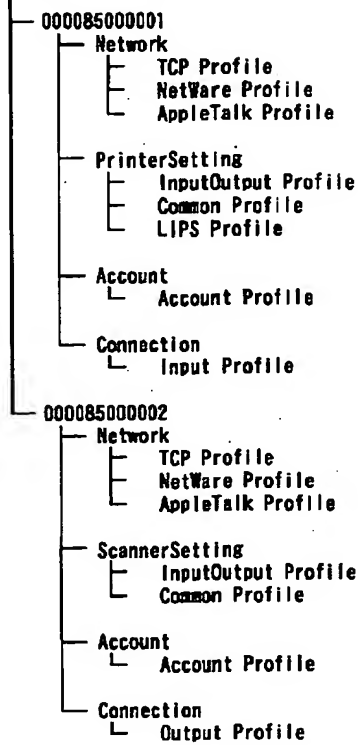 000085000001
Network
TCP Profile
NetWare Profile
AppleTalk Profile
PrinterSetting
InputOutput Profile
Common Profile
LIPS Profile
Account
Account Profile
Connection
Input Profile
000085000002
Network
TCP Profile
NetWare Profile
AppleTalk Profile
ScannerSetting
InputOutput Profile
Common Profile
Account
Account Profile
Connection
Output Profile